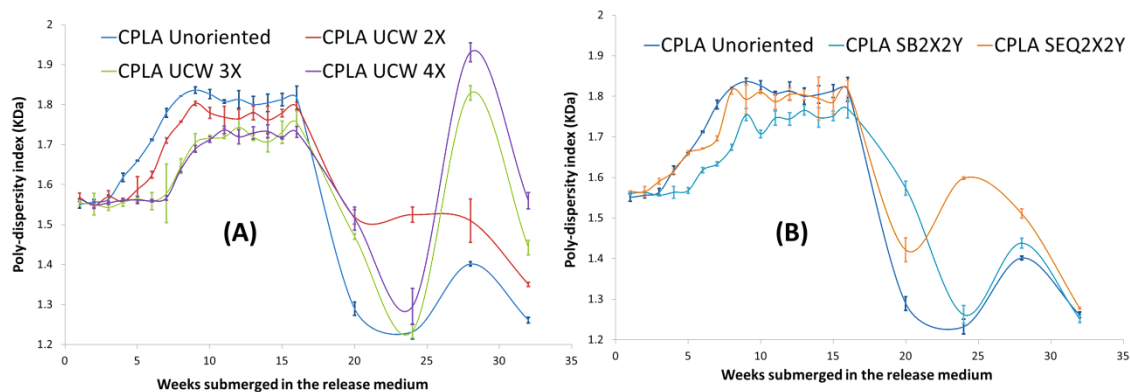 CPLA Unoriented CPLA UCW 2X
CPLA UCW 3X CPLA UCW 4X
(A)
Poly-dispersity index (KDa)
2
1.9
1.8
1.7
1.6
1.5
1.4
1.3
1.2
0 5 10 15 20 25 30 35
Weeks submerged in the release medium
CPLA Unoriented CPLA SB2X2Y CPLA SEQ2X2Y
(B)
Poly-dispersity index (KDa)
2
1.9
1.8
1.7
1.6
1.5
1.4
1.3
1.2
0 5 10 15 20 25 30 35
Weeks submerged in the release medium